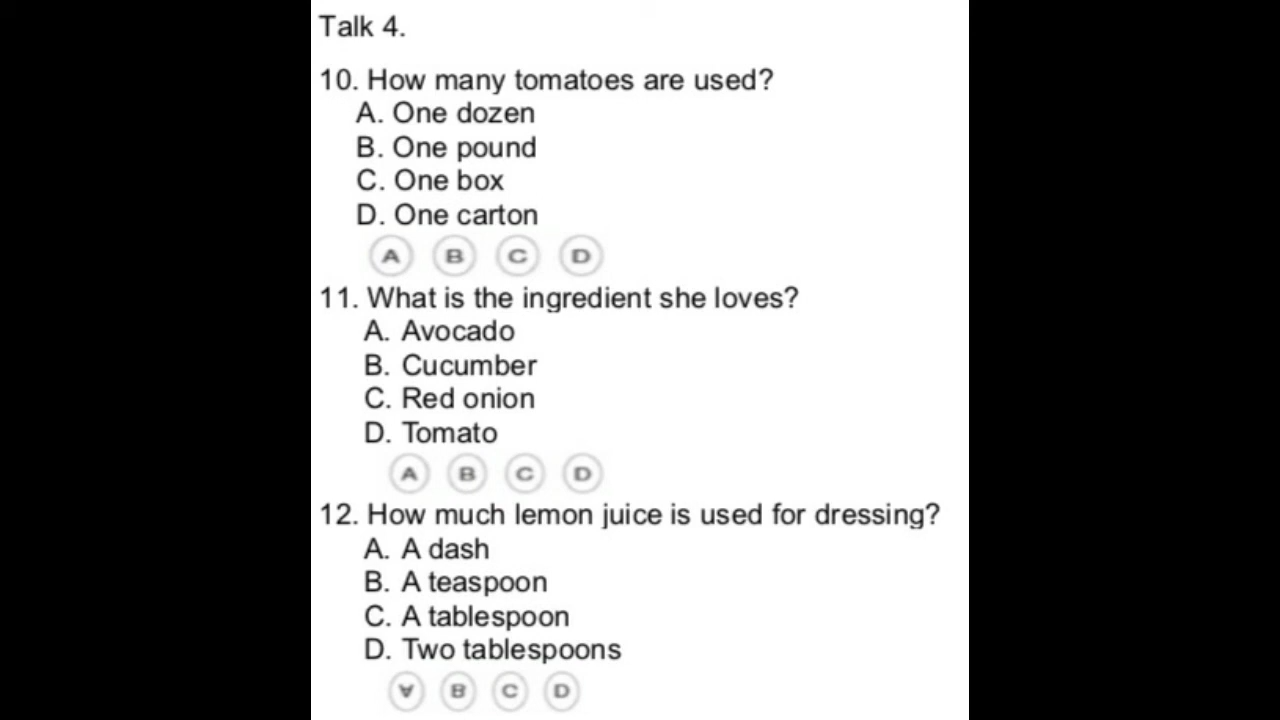 Talk 4.
10. How many tomatoes are used?
A. One dozen
B. One pound
C. One box
D. One carton
A B C D
11. What is the ingredient she loves?
A. Avocado
B. Cucumber
C. Red onion
D. Tomato
A B C D
12. How much lemon juice is used for dressing?
A. A dash
B. A teaspoon
C. A tablespoon
D. Two tablespoons
A B C D